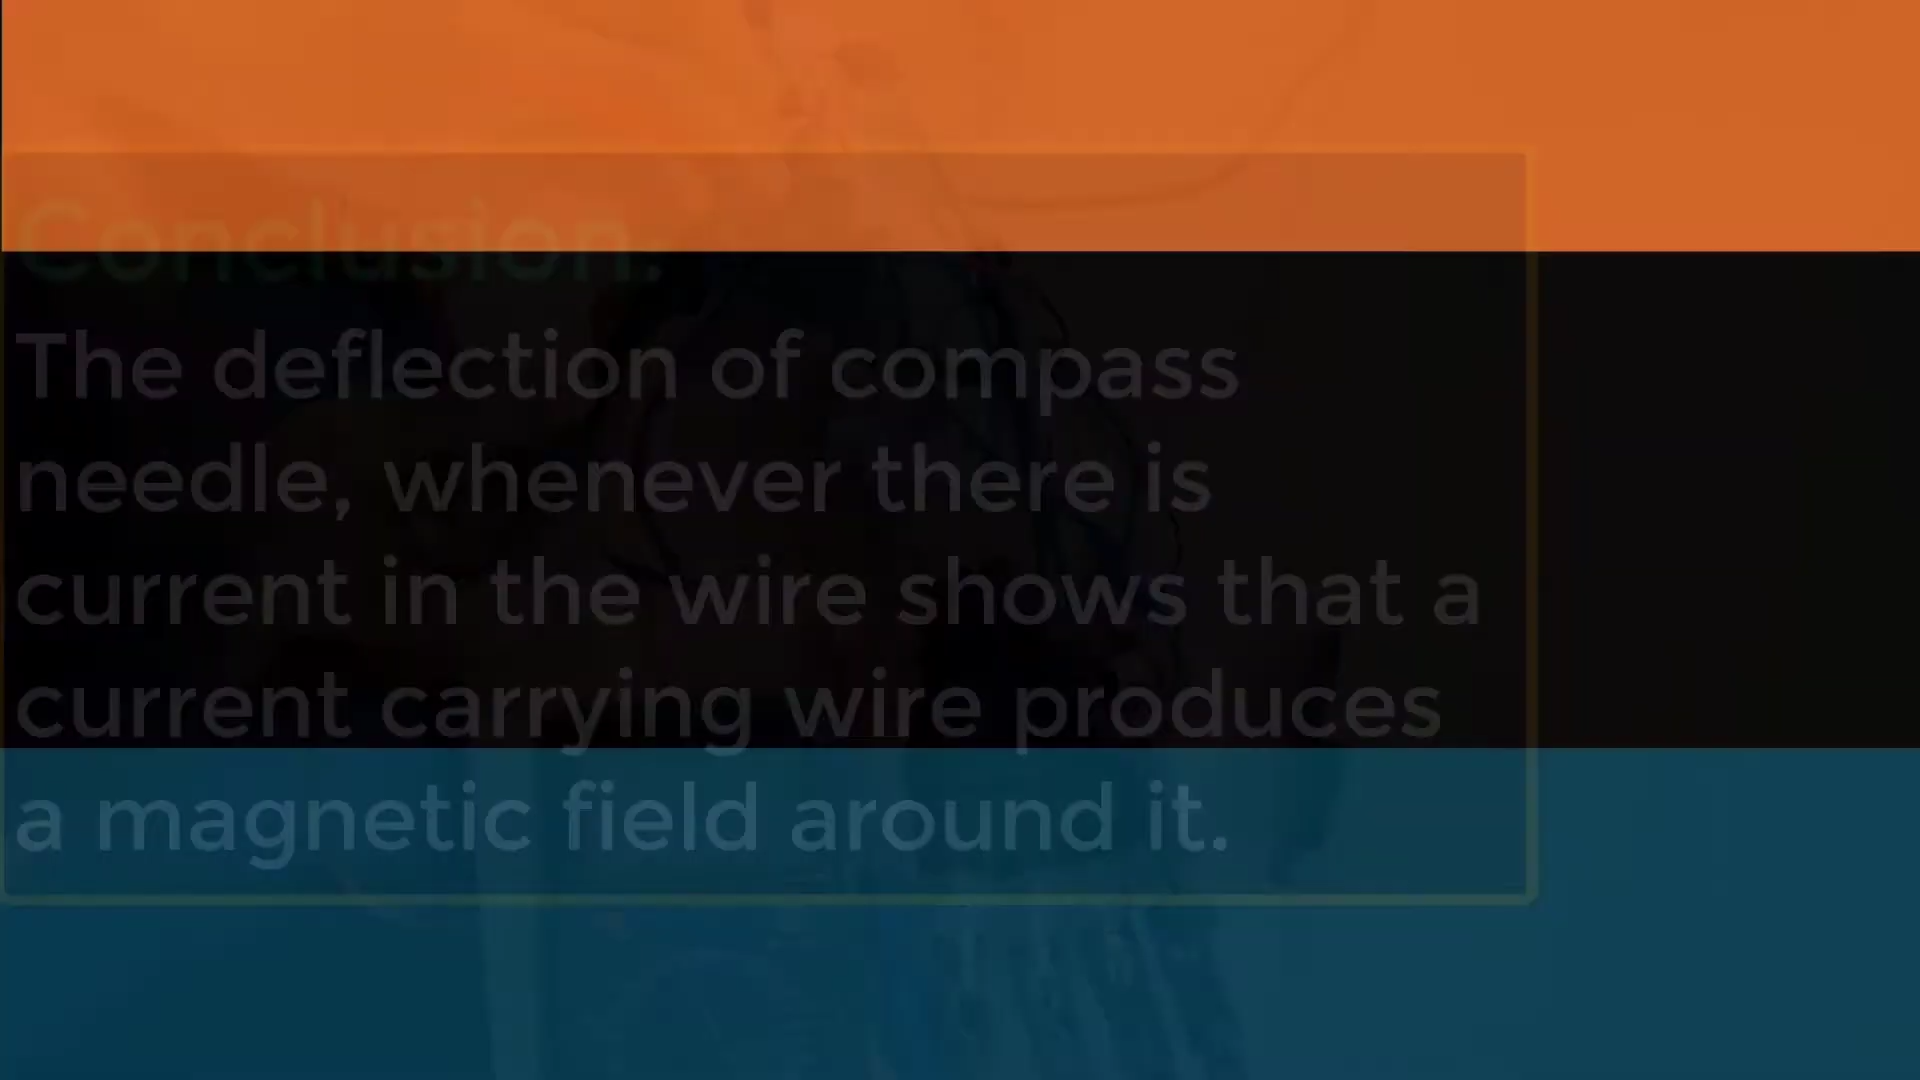 Conclusion:
The deflection of compass
needle, whenever there is
current in the wire shows that a
current carrying wire produces
a magnetic field around it.